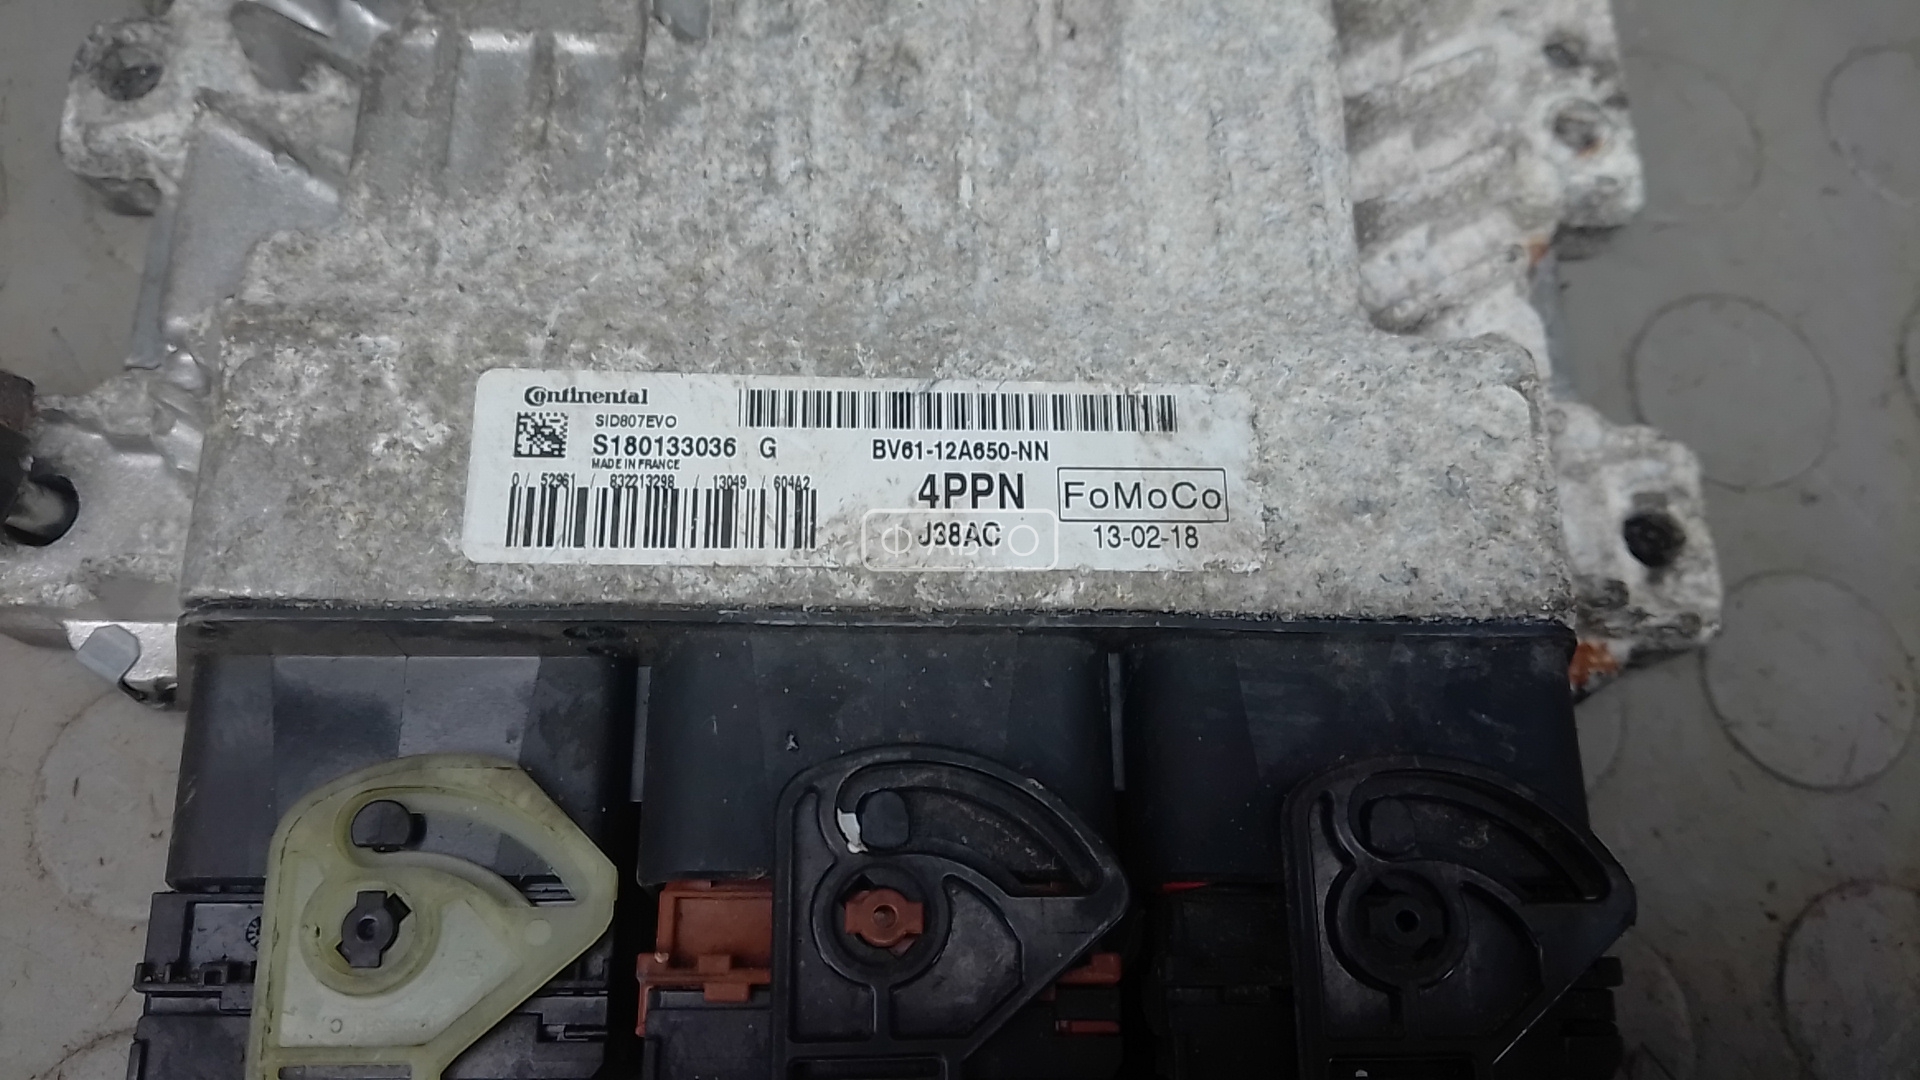 Continental
SID807EVO
S180133036 G
MADE IN FRANCE
0 / 52961 / 832213298 / 13049 / 604A2
BV61-12A650-NN
4PPN
FoMoCo
J38AC
13-02-18
Ф АВТО